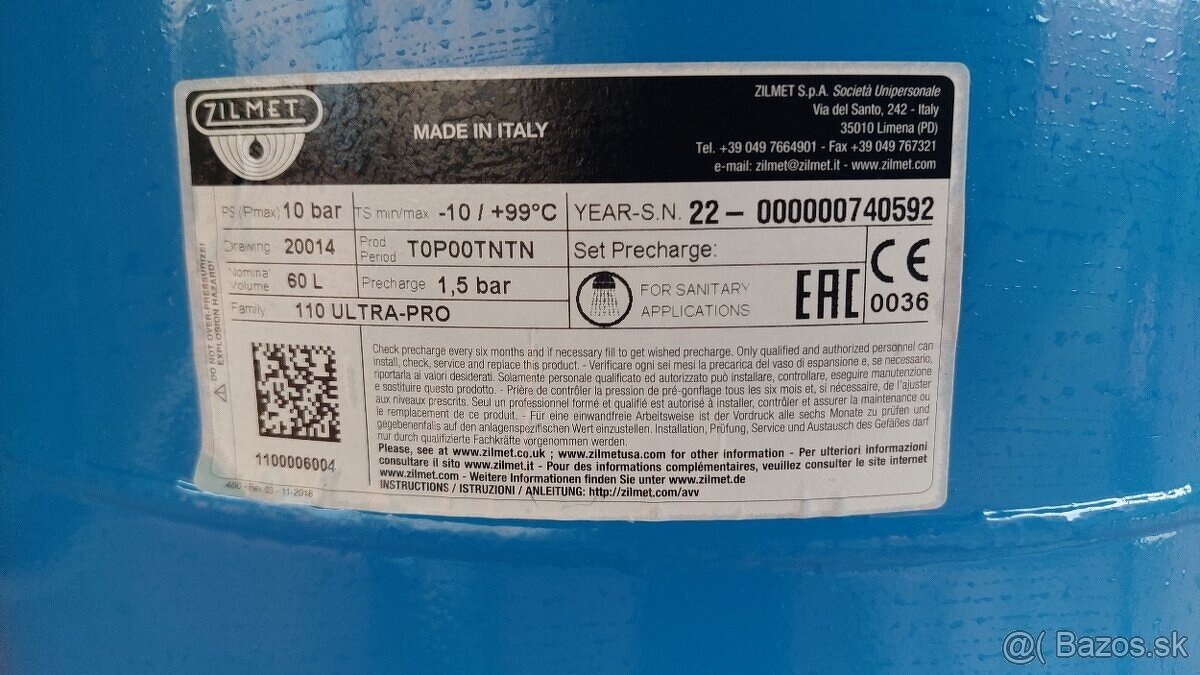 ZILMET
MADE IN ITALY
ZILMET S.p.A. Società Unipersonale
Via del Santo, 242 - Italy
35010 Limena (PD)
Tel. +39 049 7664901 - Fax +39 049 767321
e-mail: zilmet@zilmet.it - www.zilmet.com
PS (Pmax) 10 bar
TS min/max -10 / +99°C
YEAR-S.N. 22- 000000740592
Drawing 20014
Prod Period T0P00TNTN
Set Precharge:
Nominal Volume 60 L
Precharge 1,5 bar
FOR SANITARY
APPLICATIONS
EAC
CE
0036
Family 110 ULTRA-PRO
DO NOT OVER-PRESSURIZE!
EXPLOSION HAZARD!
1100006004
400 - Rev 03 - 11-2018
Check precharge every six months and if necessary fill to get wished precharge. Only qualified and authorized personnel can
install, check, service and replace this product. - Verificare ogni sei mesi la precarica del vaso di espansione e, se necessario,
riportarla ai valori desiderati. Solamente personale qualificato ed autorizzato può installare, controllare, eseguire manutenzione
e sostituire questo prodotto. - Prière de contrôler la pression de pré-gonflage tous les six mois et, si nécessaire, de l'ajuster
aux niveaux prescrits. Seul un professionnel formé et qualifié est autorisé à installer, contrôler et assurer la maintenance ou
le remplacement de ce produit. - Für eine einwandfreie Arbeitsweise ist der Vordruck alle sechs Monate zu prüfen und
gegebenenfalls auf den anlagenspezifischen Wert einzustellen. Installation, Prüfung, Service und Austausch des Gefäßes darf
nur durch qualifizierte Fachkräfte vorgenommen werden.
Please, see at www.zilmet.co.uk ; www.zilmetusa.com for other information - Per ulteriori informazioni
consultare il sito www.zilmet.it - Pour des informations complémentaires, veuillez consulter le site internet
www.zilmet.com - Weitere Informationen finden Sie unter www.zilmet.de
INSTRUCTIONS / ISTRUZIONI / ANLEITUNG: http://zilmet.com/avv
@( Bazos.sk